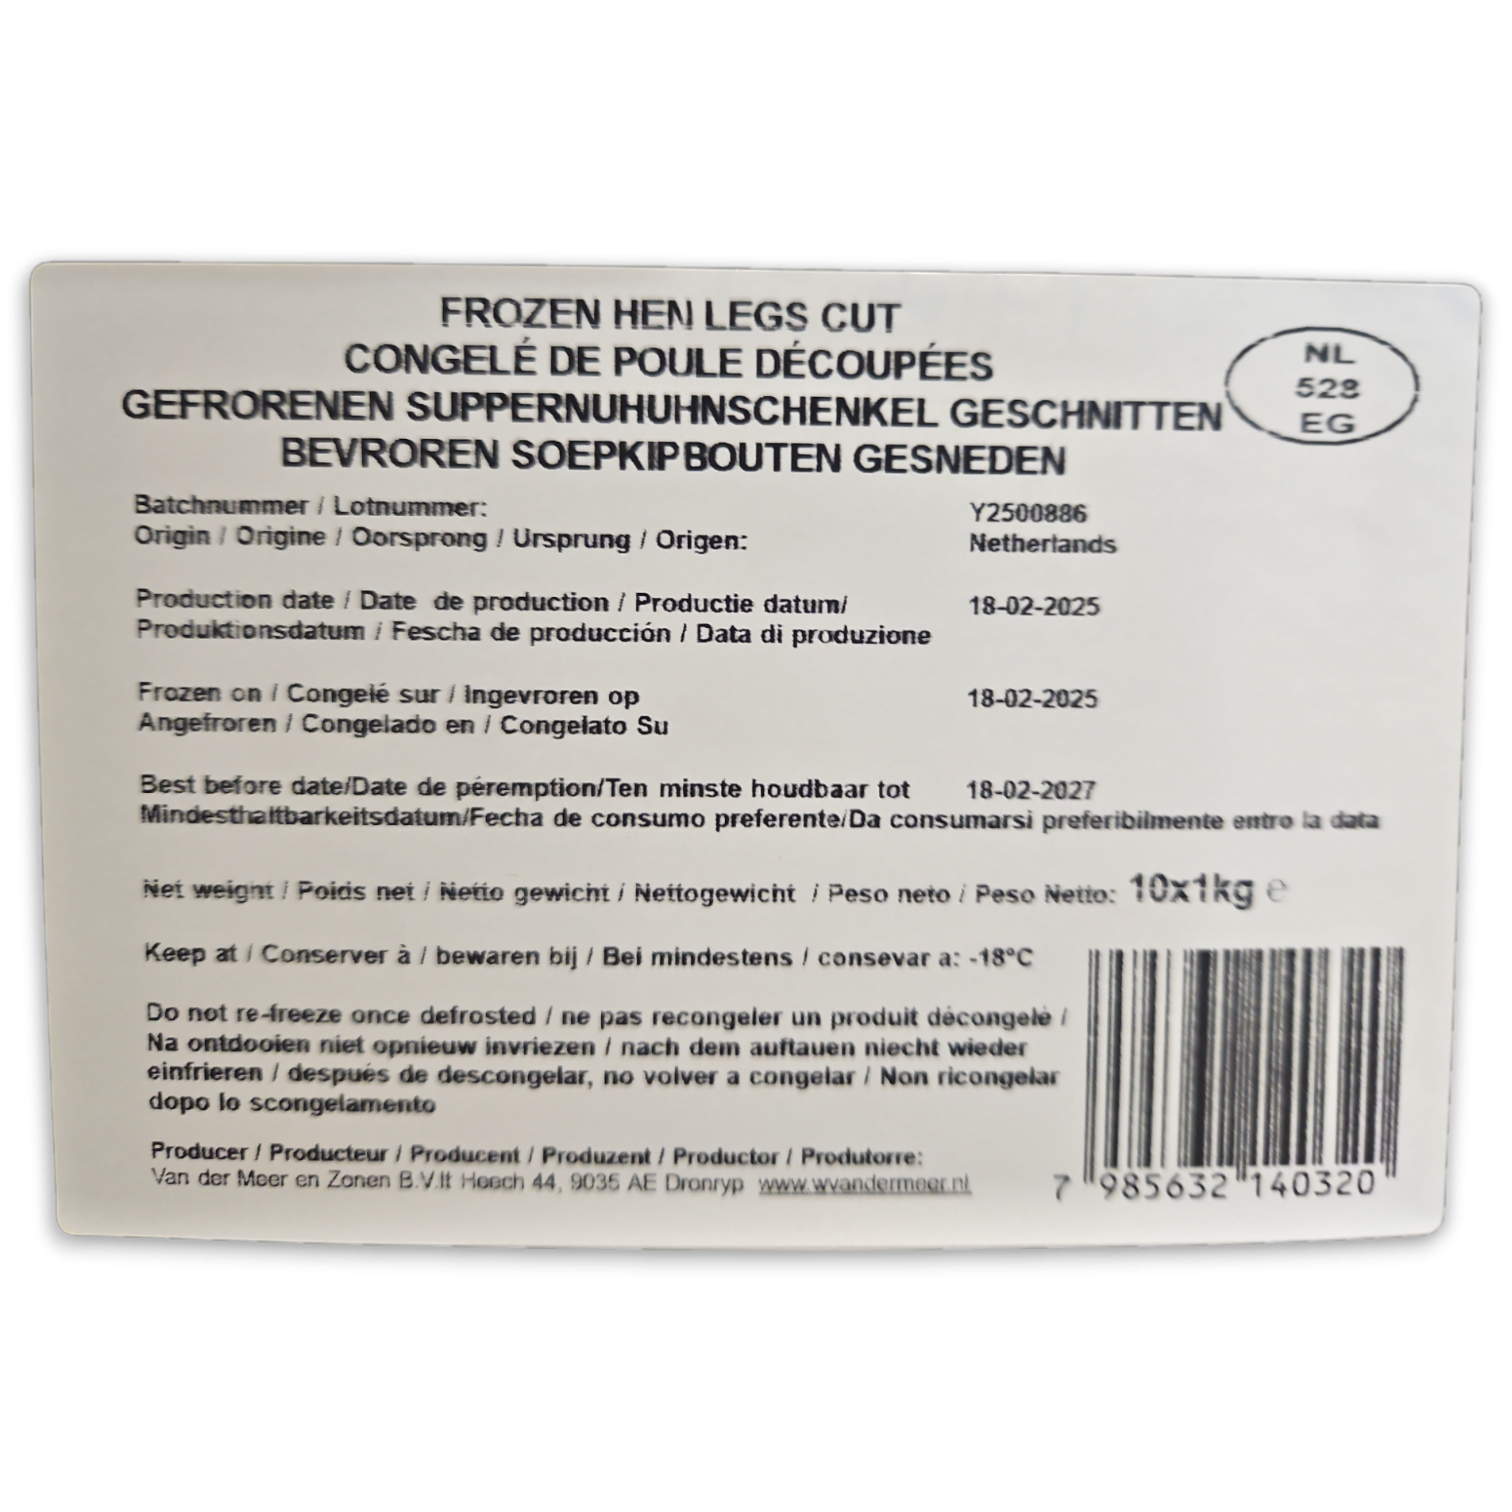 FROZEN HEN LEGS CUT
CONGELÉ DE POULE DÉCOUPÉES
GEFRORENEN SUPPERNUHUHNSCHENKEL GESCHNITTEN
BEVROREN SOEPKIPBOUTEN GESNEDEN
NL
528
EG
Batchnummer / Lotnummer: Y2500886
Origin / Origine / Oorsprong / Ursprung / Origen: Netherlands
Production date / Date de production / Productie datum/ 18-02-2025
Produktionsdatum / Fescha de producción / Data di produzione
Frozen on / Congelé sur / Ingevroren op 18-02-2025
Angefroren / Congelado en / Congelato Su
Best before date/Date de péremption/Ten minste houdbaar tot 18-02-2027
Mindesthaltbarkeitsdatum/Fecha de consumo preferente/Da consumarsi preferibilmente entro la data
Net weight / Poids net / Netto gewicht / Nettogewicht / Peso neto / Peso Netto: 10x1kg e
Keep at / Conserver à / bewaren bij / Bei mindestens / consevar a: -18°C
Do not re-freeze once defrosted / ne pas recongeler un produit décongelé /
Na ontdooien niet opnieuw invriezen / nach dem auftauen niecht wieder
einfrieren / después de descongelar, no volver a congelar / Non ricongelar
dopo lo scongelamento
Producer / Producteur / Producent / Produzent / Productor / Produtorre:
Van der Meer en Zonen B.V.It Heech 44, 9035 AE Dronryp www.wvandermeer.nl
7 985632 140320